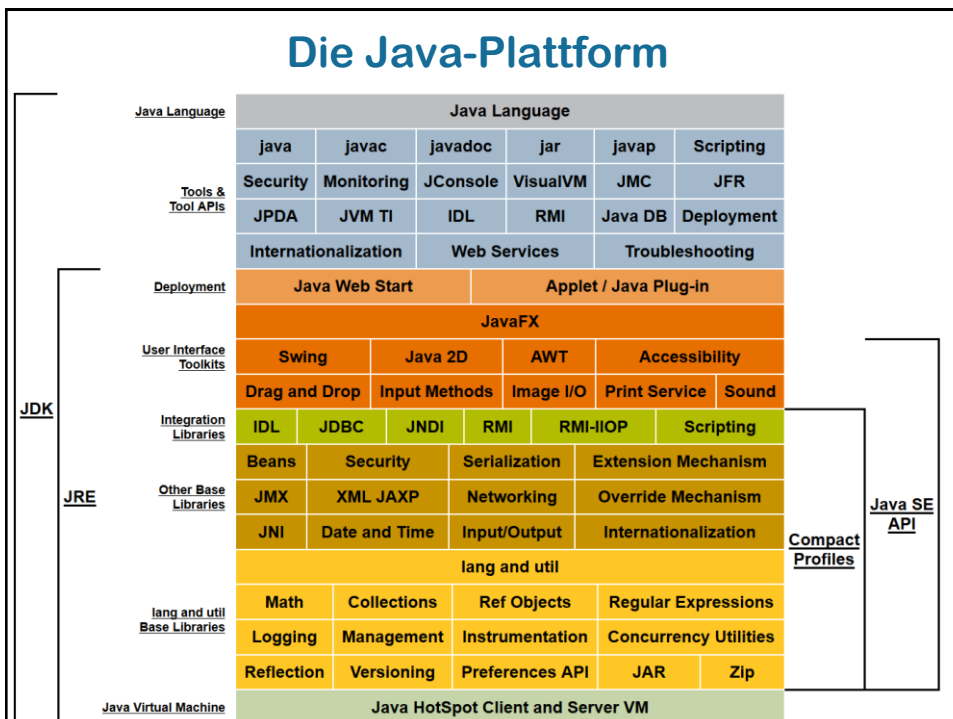 Die Java-Plattform
Java Language
Java Language
java javac javadoc jar javap Scripting
Security Monitoring JConsole VisualVM JMC JFR
Tools &
Tool APIs
JPDA JVM TI IDL RMI Java DB Deployment
Internationalization Web Services Troubleshooting
Deployment
Java Web Start Applet / Java Plug-in
JavaFX
User Interface
Toolkits
Swing Java 2D AWT Accessibility
Drag and Drop Input Methods Image I/O Print Service Sound
JDK
Integration
Libraries
IDL JDBC JNDI RMI RMI-IIOP Scripting
Beans Security Serialization Extension Mechanism
JRE
Other Base
Libraries
JMX XML JAXP Networking Override Mechanism
Java SE
API
JNI Date and Time Input/Output Internationalization
Compact
Profiles
lang and util
Math Collections Ref Objects Regular Expressions
lang and util
Base Libraries
Logging Management Instrumentation Concurrency Utilities
Reflection Versioning Preferences API JAR Zip
Java Virtual Machine
Java HotSpot Client and Server VM